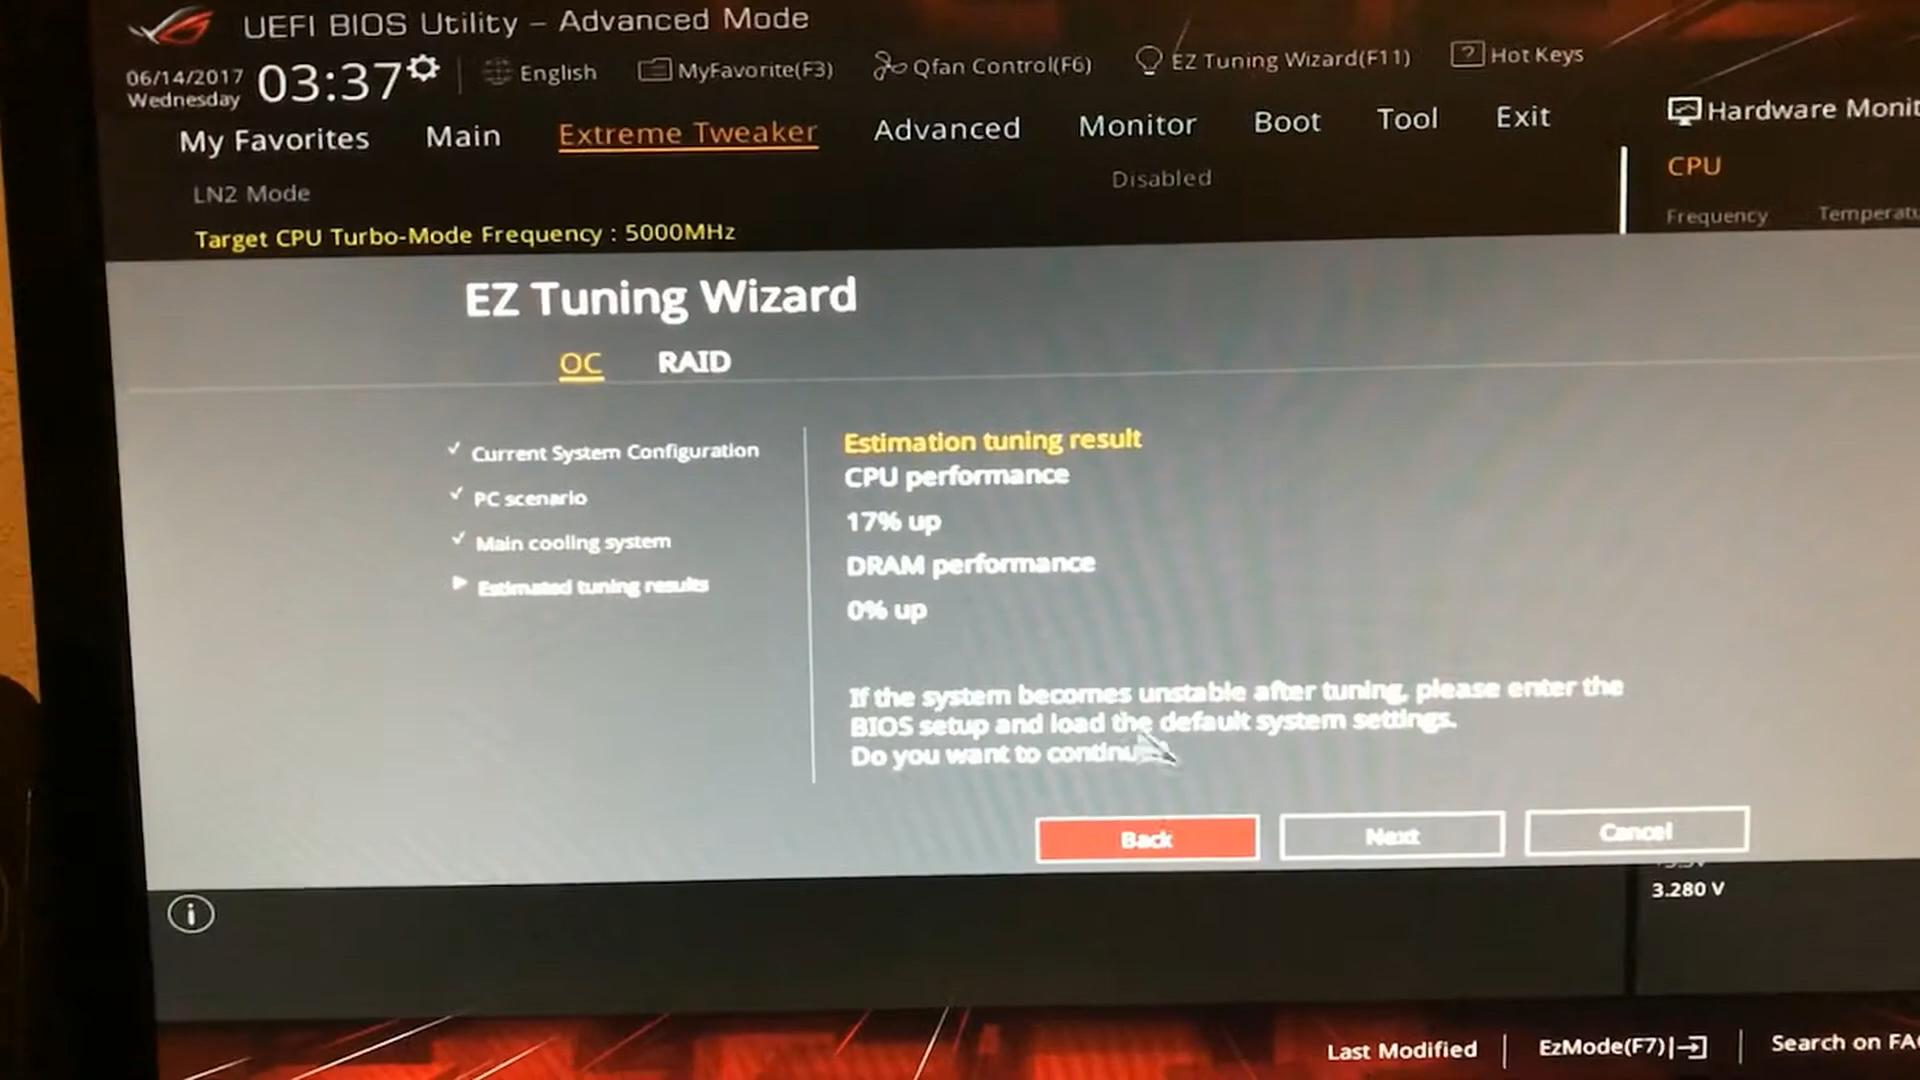 UEFI BIOS Utility – Advanced Mode
06/14/2017
Wednesday
03:37
English
MyFavorite(F3)
Qfan Control(F6)
EZ Tuning Wizard(F11)
? Hot Keys
My Favorites
Main
Extreme Tweaker
Advanced
Monitor
Boot
Tool
Exit
Hardware Monit
LN2 Mode
Disabled
CPU
Frequency
Temperatu
Target CPU Turbo-Mode Frequency : 5000MHz
EZ Tuning Wizard
OC
RAID
Current System Configuration
PC scenario
Main cooling system
Estimated tuning results
Estimation tuning result
CPU performance
17% up
DRAM performance
0% up
If the system becomes unstable after tuning, please enter the
BIOS setup and load the default system settings.
Do you want to continu
Back
Next
Cancel
3.280 V
i
Last Modified
EzMode(F7)
Search on FA